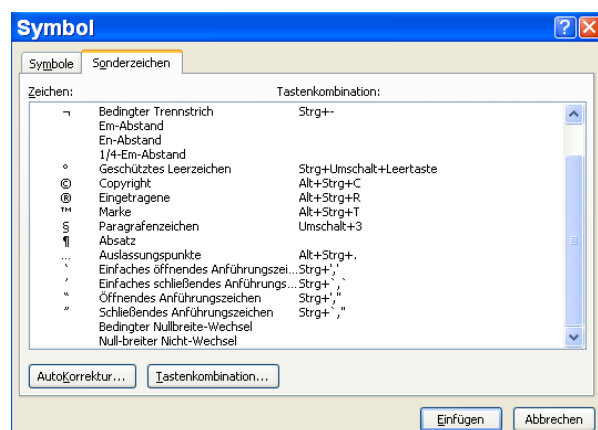 Symbol
Symbole Sonderzeichen
Zeichen: Tastenkombination:
¬ Bedingter Trennstrich Strg+-
Em-Abstand
En-Abstand
1/4-Em-Abstand
° Geschütztes Leerzeichen Strg+Umschalt+Leertaste
© Copyright Alt+Strg+C
® Eingetragene Alt+Strg+R
™ Marke Alt+Strg+T
§ Paragrafenzeichen Umschalt+3
¶ Absatz
… Auslassungspunkte Alt+Strg+.
‛ Einfaches öffnendes Anführungszei...Strg+','
’ Einfaches schließendes Anführungs...Strg+`,`
“ Öffnendes Anführungszeichen Strg+',"
” Schließendes Anführungszeichen Strg+`,"
Bedingter Nullbreite-Wechsel
Null-breiter Nicht-Wechsel
AutoKorrektur... Tastenkombination...
Einfügen Abbrechen